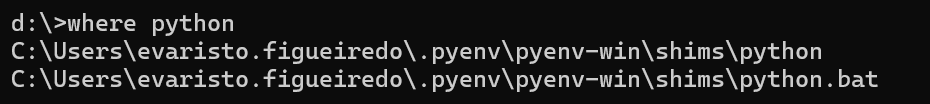 d:\>where python
C:\Users\evaristo.figueiredo\.pyenv\pyenv-win\shims\python
C:\Users\evaristo.figueiredo\.pyenv\pyenv-win\shims\python.bat